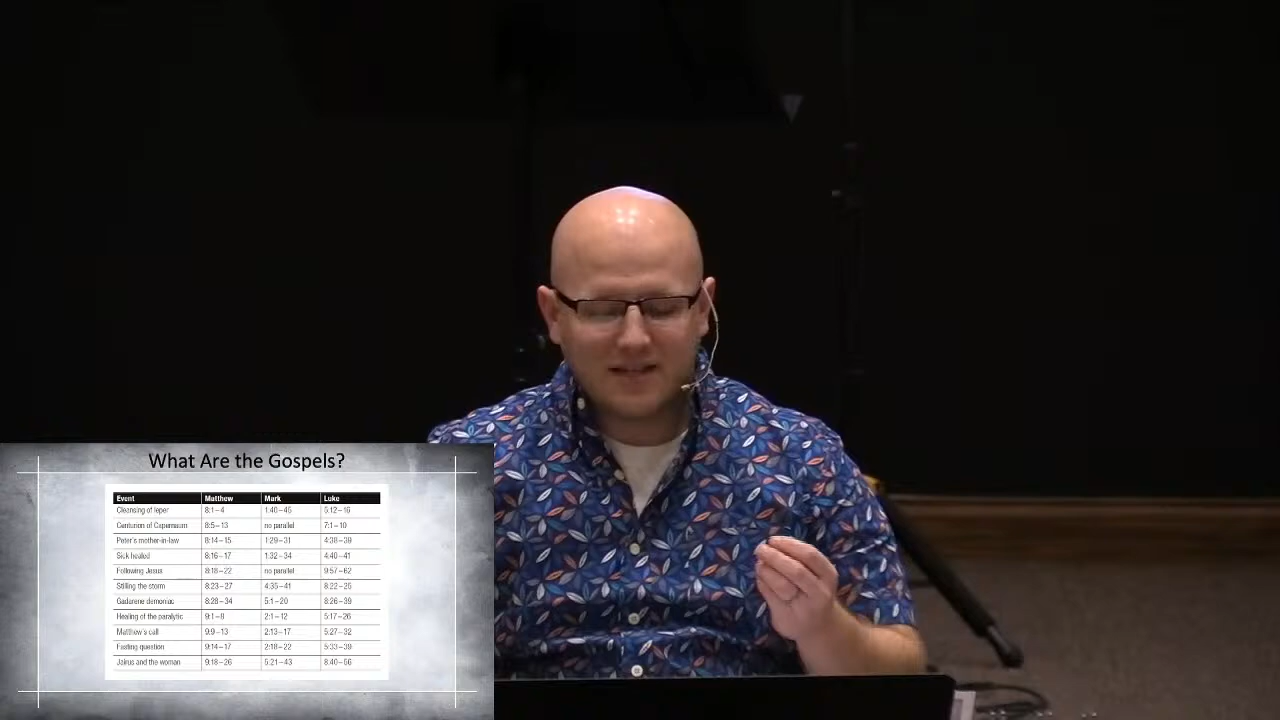 What Are the Gospels?
Event Matthew Mark Luke
Cleansing of leper 8:1–4 1:40–45 5:12–16
Centurion of Capernaum 8:5–13 no parallel 7:1–10
Peter's mother-in-law 8:14–15 1:29–31 4:38–39
Sick healed 8:16–17 1:32–34 4:40–41
Following Jesus 8:18–22 no parallel 9:57–62
Stilling the storm 8:23–27 4:35–41 8:22–25
Gadarene demoniac 8:28–34 5:1–20 8:26–39
Healing of the paralytic 9:1–8 2:1–12 5:17–26
Matthew's call 9:9–13 2:13–17 5:27–32
Fasting question 9:14–17 2:18–22 5:33–39
Jairus and the woman 9:18–26 5:21–43 8:40–56